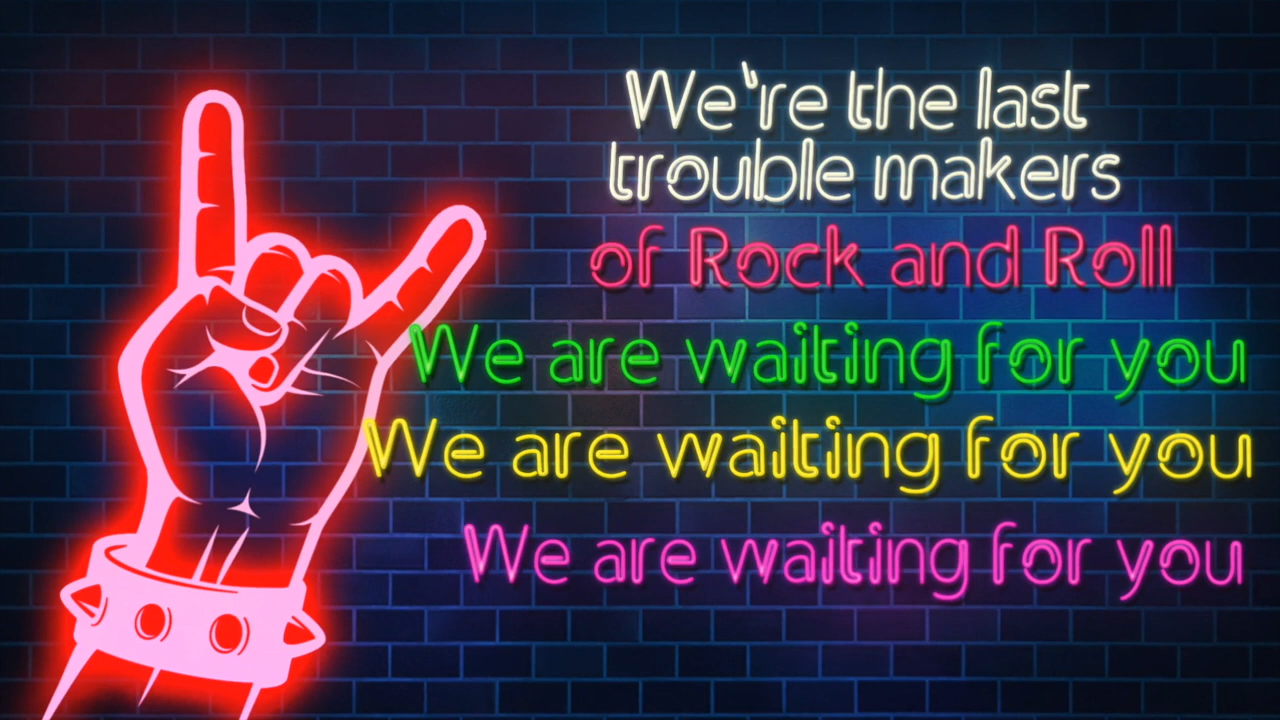 We're the last
trouble makers
of Rock and Roll
We are waiting for you
We are waiting for you
We are waiting for you